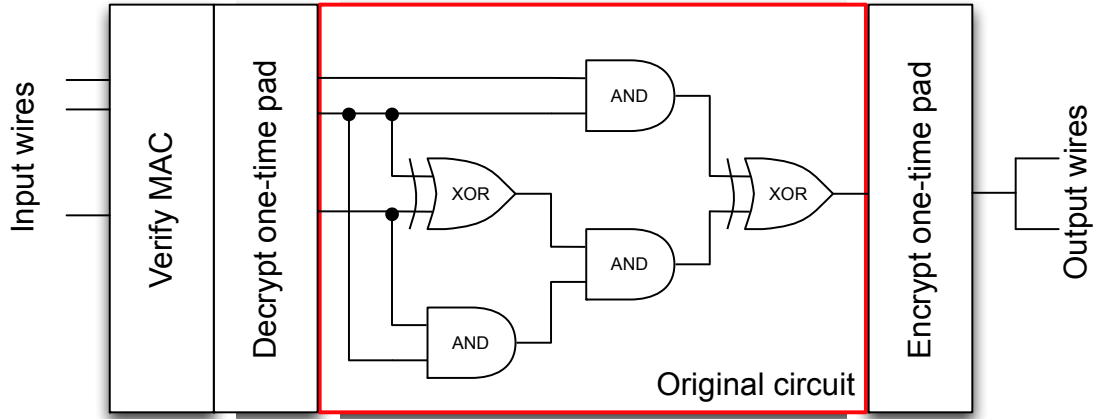 Input wires
Verify MAC
Decrypt one-time pad
AND
XOR
XOR
AND
AND
Original circuit
Encrypt one-time pad
Output wires